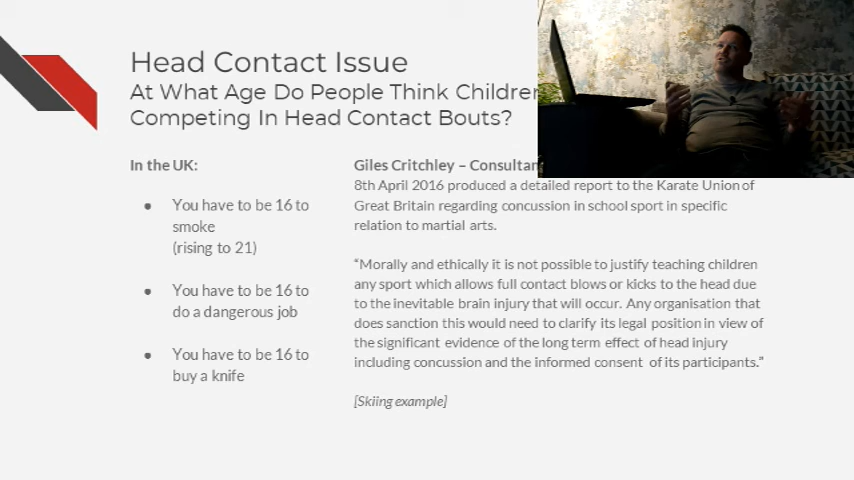 Head Contact Issue
At What Age Do People Think Children
Competing In Head Contact Bouts?
In the UK:
● You have to be 16 to
smoke
(rising to 21)
● You have to be 16 to
do a dangerous job
● You have to be 16 to
buy a knife
Giles Critchley – Consultan
8th April 2016 produced a detailed report to the Karate Union of
Great Britain regarding concussion in school sport in specific
relation to martial arts.
“Morally and ethically it is not possible to justify teaching children
any sport which allows full contact blows or kicks to the head due
to the inevitable brain injury that will occur. Any organisation that
does sanction this would need to clarify its legal position in view of
the significant evidence of the long term effect of head injury
including concussion and the informed consent of its participants.”
[Skiing example]